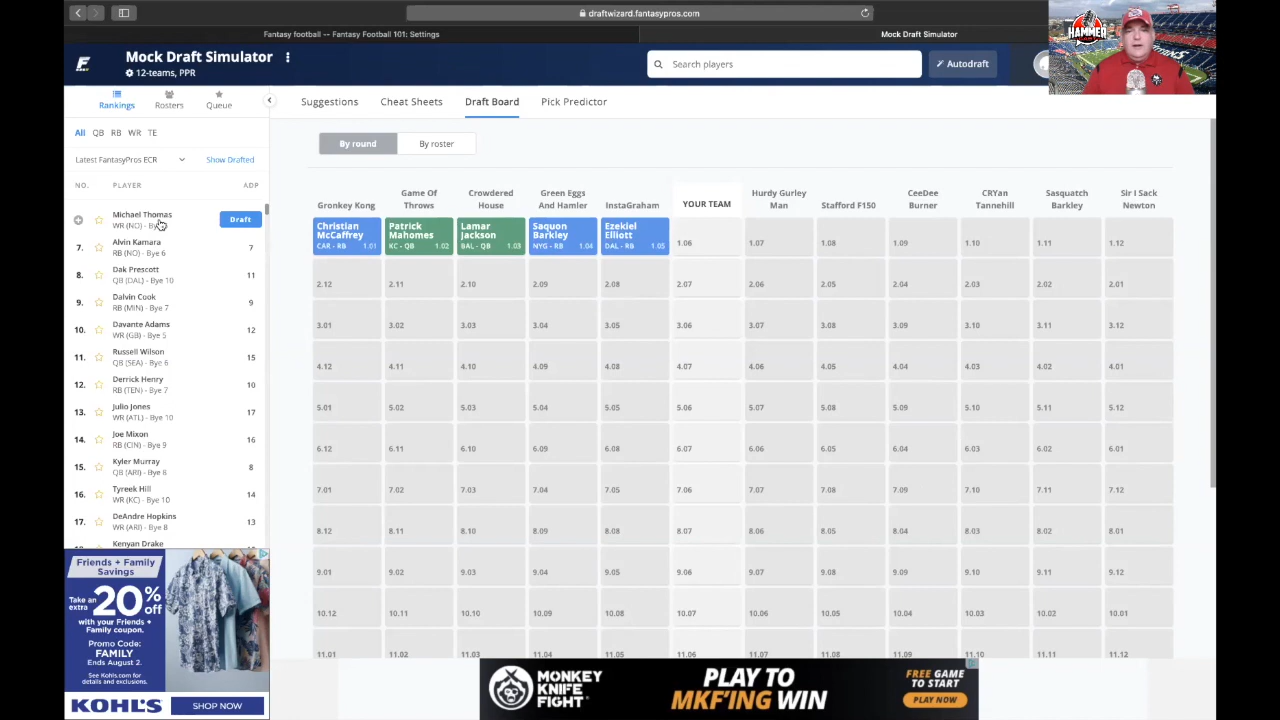 draftwizard.fantasypros.com
Fantasy football -- Fantasy Football 101: Settings
Mock Draft Simulator
HAMMER
Mock Draft Simulator
12-teams, PPR
Search players
Autodraft
Rankings
Rosters
Queue
Suggestions
Cheat Sheets
Draft Board
Pick Predictor
All QB RB WR TE
By round
By roster
Latest FantasyPros ECR
Show Drafted
NO. PLAYER ADP
Michael Thomas
WR (NO) - By
Draft
7. Alvin Kamara 7
RB (NO) - Bye 6
8. Dak Prescott 11
QB (DAL) - Bye 10
9. Dalvin Cook 9
RB (MIN) - Bye 7
10. Davante Adams 12
WR (GB) - Bye 5
11. Russell Wilson 15
QB (SEA) - Bye 6
12. Derrick Henry 10
RB (TEN) - Bye 7
13. Julio Jones 17
WR (ATL) - Bye 10
14. Joe Mixon 16
RB (CIN) - Bye 9
15. Kyler Murray 8
QB (ARI) - Bye 8
16. Tyreek Hill 14
WR (KC) - Bye 10
17. DeAndre Hopkins 13
WR (ARI) - Bye 8
Kenyan Drake
Gronkey Kong
Game Of Throws
Crowdered House
Green Eggs And Hamler
InstaGraham
YOUR TEAM
Hurdy Gurley Man
Stafford F150
CeeDee Burner
CRYan Tannehill
Sasquatch Barkley
Sir I Sack Newton
Christian McCaffrey CAR - RB 1.01
Patrick Mahomes KC - QB 1.02
Lamar Jackson BAL - QB 1.03
Saquon Barkley NYG - RB 1.04
Ezekiel Elliott DAL - RB 1.05
1.06 1.07 1.08 1.09 1.10 1.11 1.12
2.12 2.11 2.10 2.09 2.08 2.07 2.06 2.05 2.04 2.03 2.02 2.01
3.01 3.02 3.03 3.04 3.05 3.06 3.07 3.08 3.09 3.10 3.11 3.12
4.12 4.11 4.10 4.09 4.08 4.07 4.06 4.05 4.04 4.03 4.02 4.01
5.01 5.02 5.03 5.04 5.05 5.06 5.07 5.08 5.09 5.10 5.11 5.12
6.12 6.11 6.10 6.09 6.08 6.07 6.06 6.05 6.04 6.03 6.02 6.01
7.01 7.02 7.03 7.04 7.05 7.06 7.07 7.08 7.09 7.10 7.11 7.12
8.12 8.11 8.10 8.09 8.08 8.07 8.06 8.05 8.04 8.03 8.02 8.01
9.01 9.02 9.03 9.04 9.05 9.06 9.07 9.08 9.09 9.10 9.11 9.12
10.12 10.11 10.10 10.09 10.08 10.07 10.06 10.05 10.04 10.03 10.02 10.01
11.01 11.02 11.03 11.04 11.05 11.06 11.07 11.08 11.09 11.10 11.11 11.12
Friends + Family
Savings
Take an
extra
20% off
with your Friends +
Family coupon.
Promo Code:
FAMILY
Ends August 2.
See Kohls.com for
details and exclusions.
KOHL'S
SHOP NOW
MONKEY
KNIFE
FIGHT
PLAY TO
MKF'ING WIN
FREE GAME
TO START
PLAY NOW